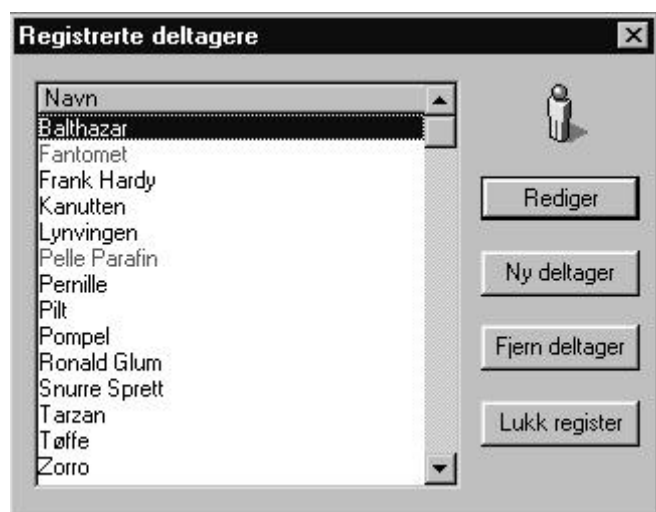 Registrerte deltagere
Navn
Balthazar
Fantomet
Frank Hardy
Kanutten
Lynvingen
Pelle Parafin
Pernille
Pilt
Pompel
Ronald Glum
Snurre Sprett
Tarzan
Tøffe
Zorro
Rediger
Ny deltager
Fjern deltager
Lukk register